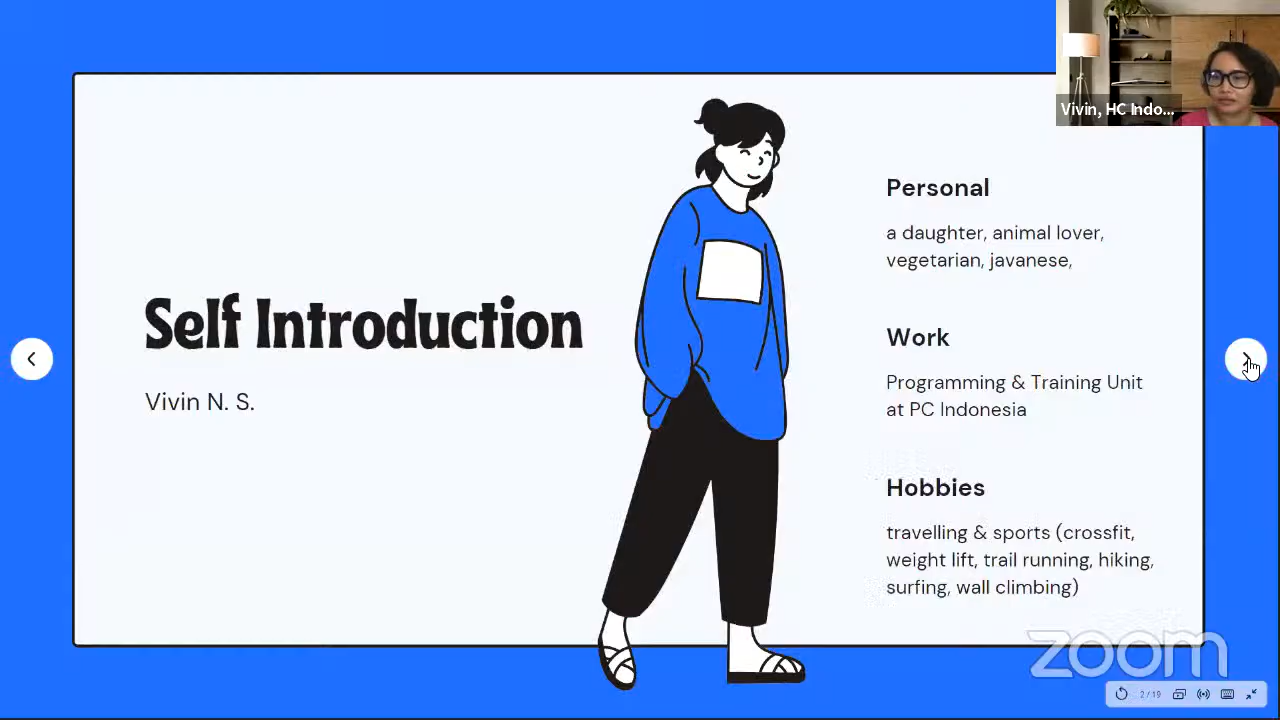 Vivin, HC Indo...
Self Introduction
Vivin N. S.
Personal
a daughter, animal lover,
vegetarian, javanese,
Work
Programming & Training Unit
at PC Indonesia
Hobbies
travelling & sports (crossfit,
weight lift, trail running, hiking,
surfing, wall climbing)
zoom
2 / 19